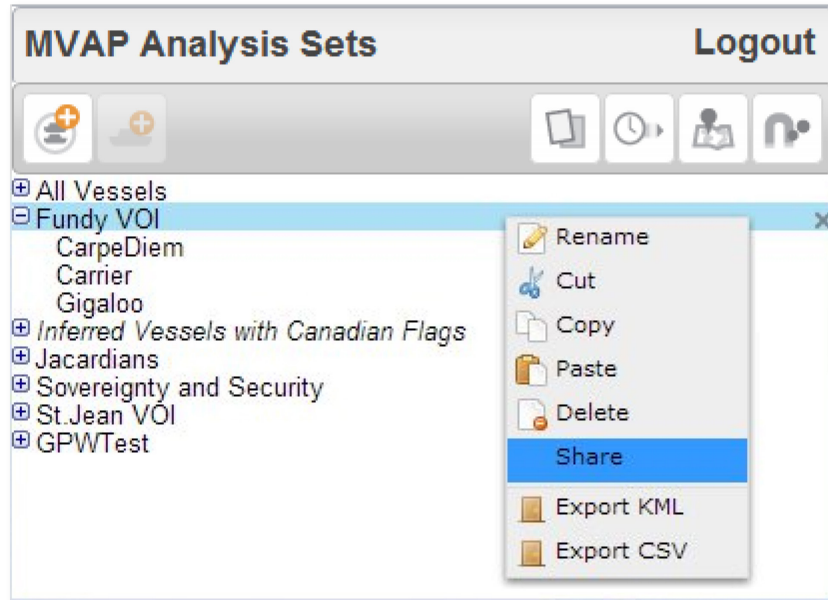 MVAP Analysis Sets Logout
All Vessels
Fundy VOI
CarpeDiem
Carrier
Gigaloo
Inferred Vessels with Canadian Flags
Jacardians
Sovereignty and Security
St.Jean VOI
GPWTest
Rename
Cut
Copy
Paste
Delete
Share
Export KML
Export CSV